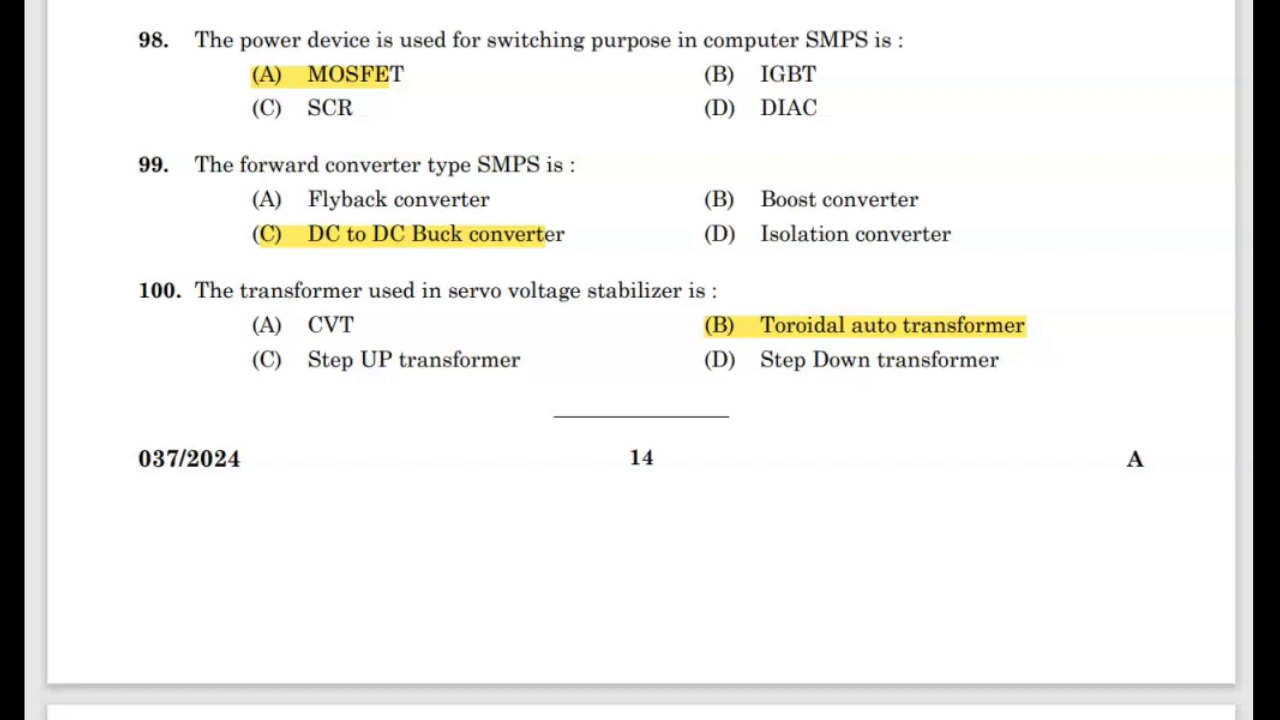 98. The power device is used for switching purpose in computer SMPS is :
(A) MOSFET (B) IGBT
(C) SCR (D) DIAC
99. The forward converter type SMPS is :
(A) Flyback converter (B) Boost converter
(C) DC to DC Buck converter (D) Isolation converter
100. The transformer used in servo voltage stabilizer is :
(A) CVT (B) Toroidal auto transformer
(C) Step UP transformer (D) Step Down transformer
037/2024 14 A